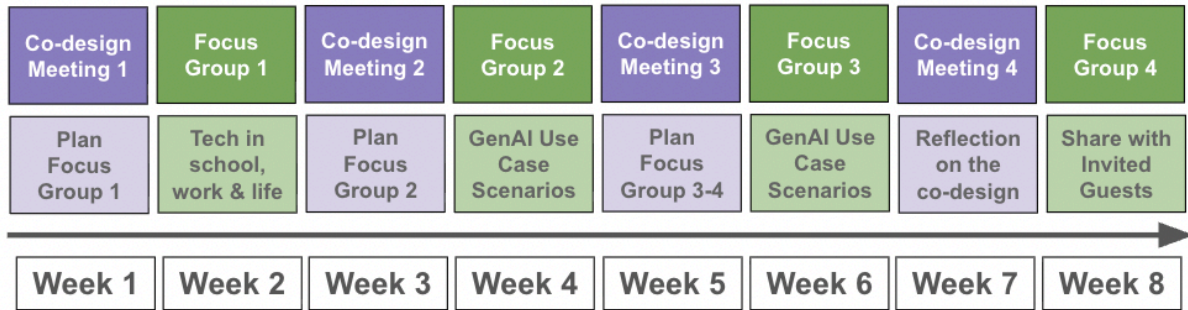 Co-design
Meeting 1
Focus
Group 1
Co-design
Meeting 2
Focus
Group 2
Co-design
Meeting 3
Focus
Group 3
Co-design
Meeting 4
Focus
Group 4
Plan
Focus
Group 1
Tech in
school,
work & life
Plan
Focus
Group 2
GenAI Use
Case
Scenarios
Plan
Focus
Group 3-4
GenAI Use
Case
Scenarios
Reflection
on the
co-design
Share with
Invited
Guests
Week 1
Week 2
Week 3
Week 4
Week 5
Week 6
Week 7
Week 8